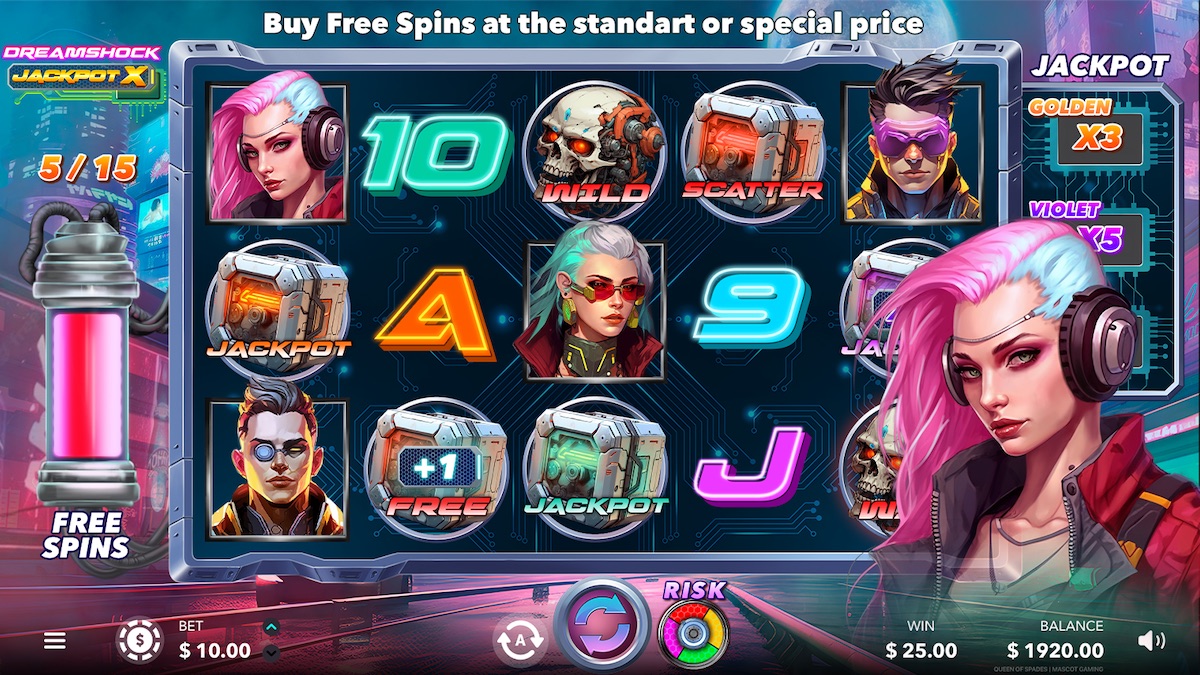 Buy Free Spins at the standart or special price
DREAMSHOCK
JACKPOT X
5 / 15
FREE
SPINS
10
WILD
SCATTER
JACKPOT
A
9
JA
+1
FREE
JACKPOT
J
W
JACKPOT
GOLDEN
X3
VIOLET
X5
BET
$ 10.00
A
RISK
WIN
$ 25.00
BALANCE
$ 1920.00
QUEEN OF SPADES | MASCOT GAMING